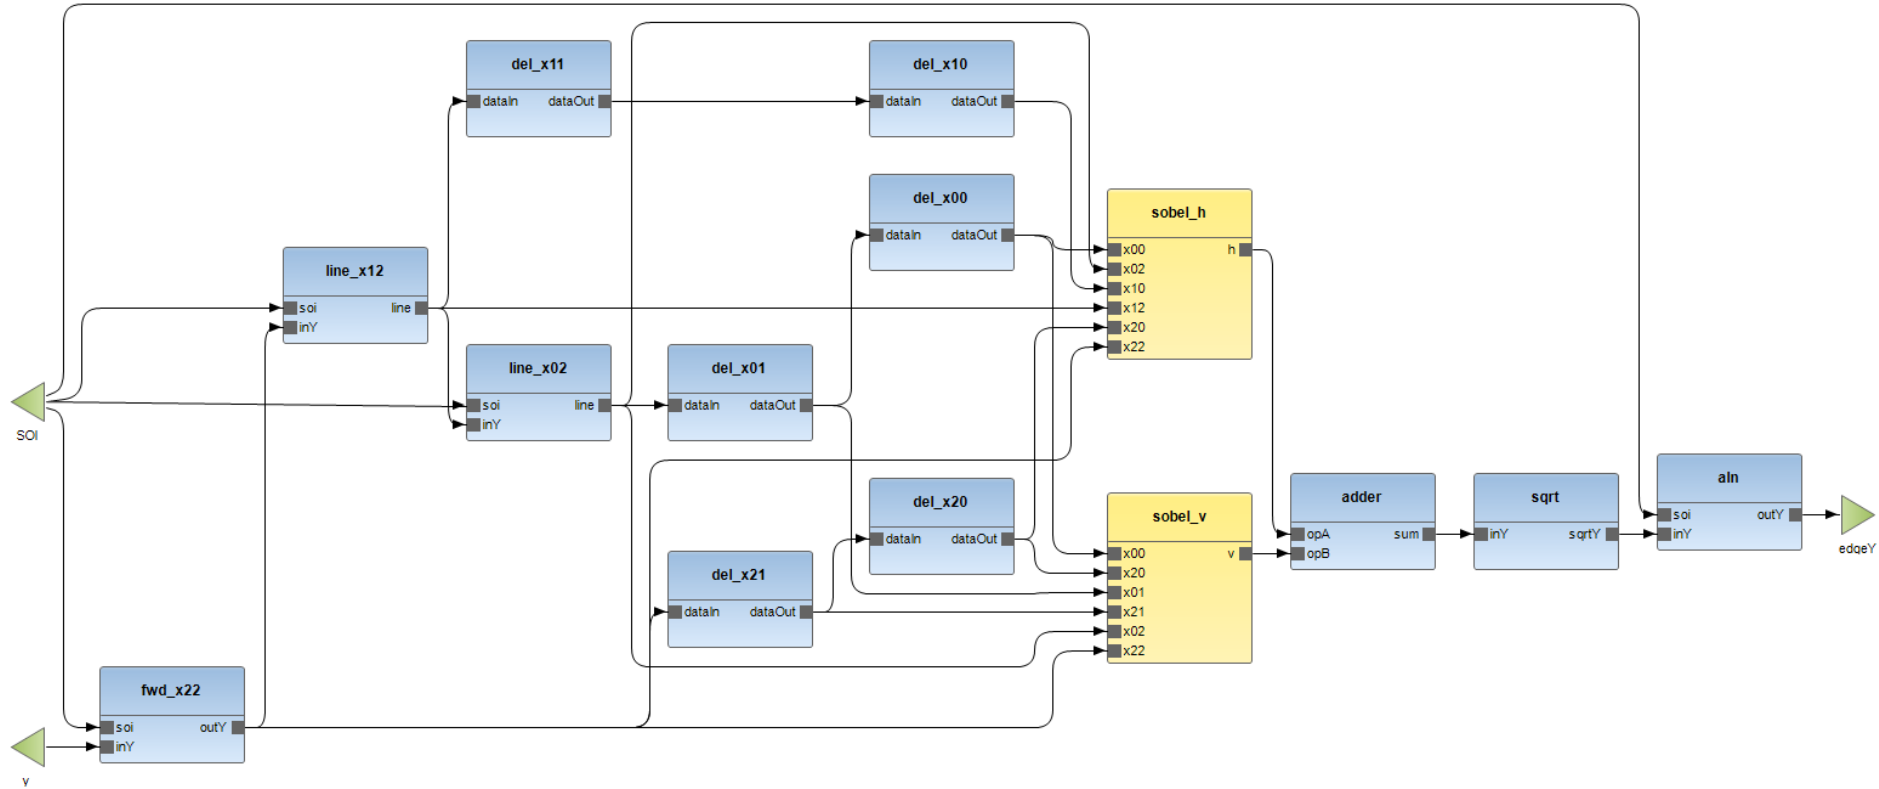 del_x11
dataIn dataOut
del_x10
dataIn dataOut
del_x00
dataIn dataOut
sobel_h
x00 h
x02
x10
x12
x20
x22
line_x12
soi line
inY
line_x02
soi line
inY
del_x01
dataIn dataOut
SOI
del_x20
dataIn dataOut
del_x21
dataIn dataOut
sobel_v
x00 v
x20
x01
x21
x02
x22
adder
opA sum
opB
sqrt
inY sqrtY
aln
soi outY
inY
edgeY
fwd_x22
soi outY
inY
y